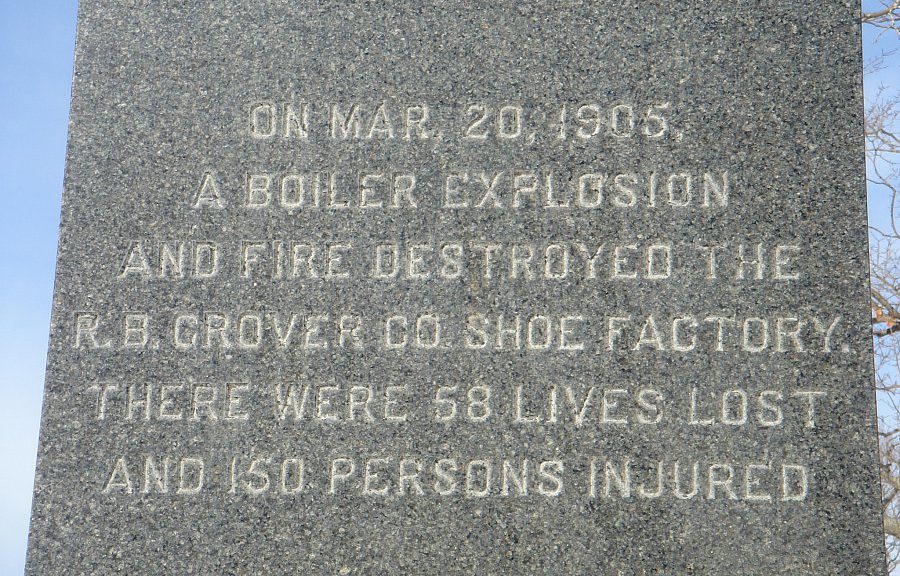 ON MAR. 20, 1905,
A BOILER EXPLOSION
AND FIRE DESTROYED THE
R.B. GROVER CO. SHOE FACTORY.
THERE WERE 58 LIVES LOST
AND 150 PERSONS INJURED